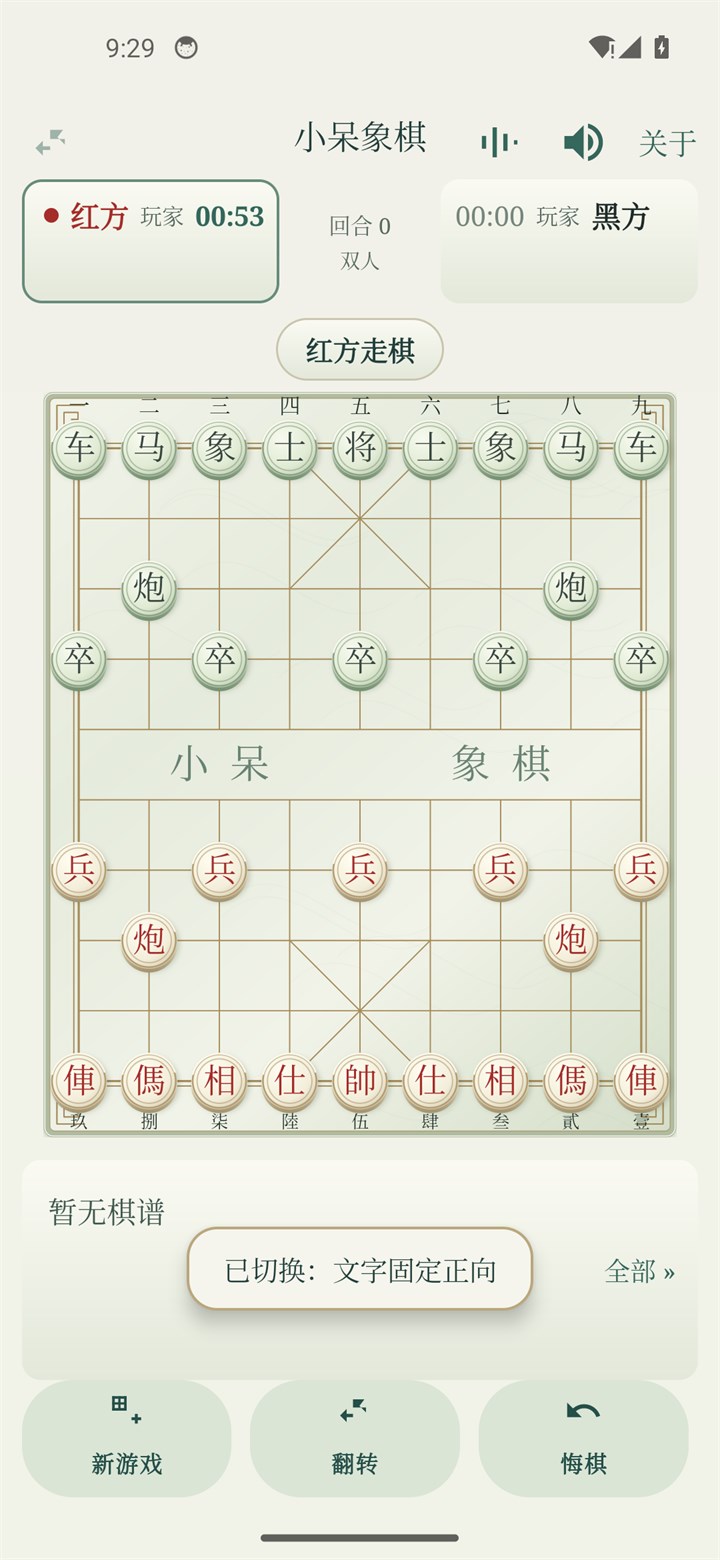 9:29
小呆象棋 关于
红方 玩家 00:53
回合 0
双人
00:00 玩家 黑方
红方走棋
一 二 三 四 五 六 七 八 九
车 马 象 士 将 士 象 马 车
炮 炮
卒 卒 卒 卒 卒
小呆 象棋
兵 兵 兵 兵 兵
炮 炮
俥 傌 相 仕 帥 仕 相 傌 俥
玖 捌 柒 陸 伍 肆 叁 貳 壹
暂无棋谱
已切换：文字固定正向
全部 »
新游戏 翻转 悔棋